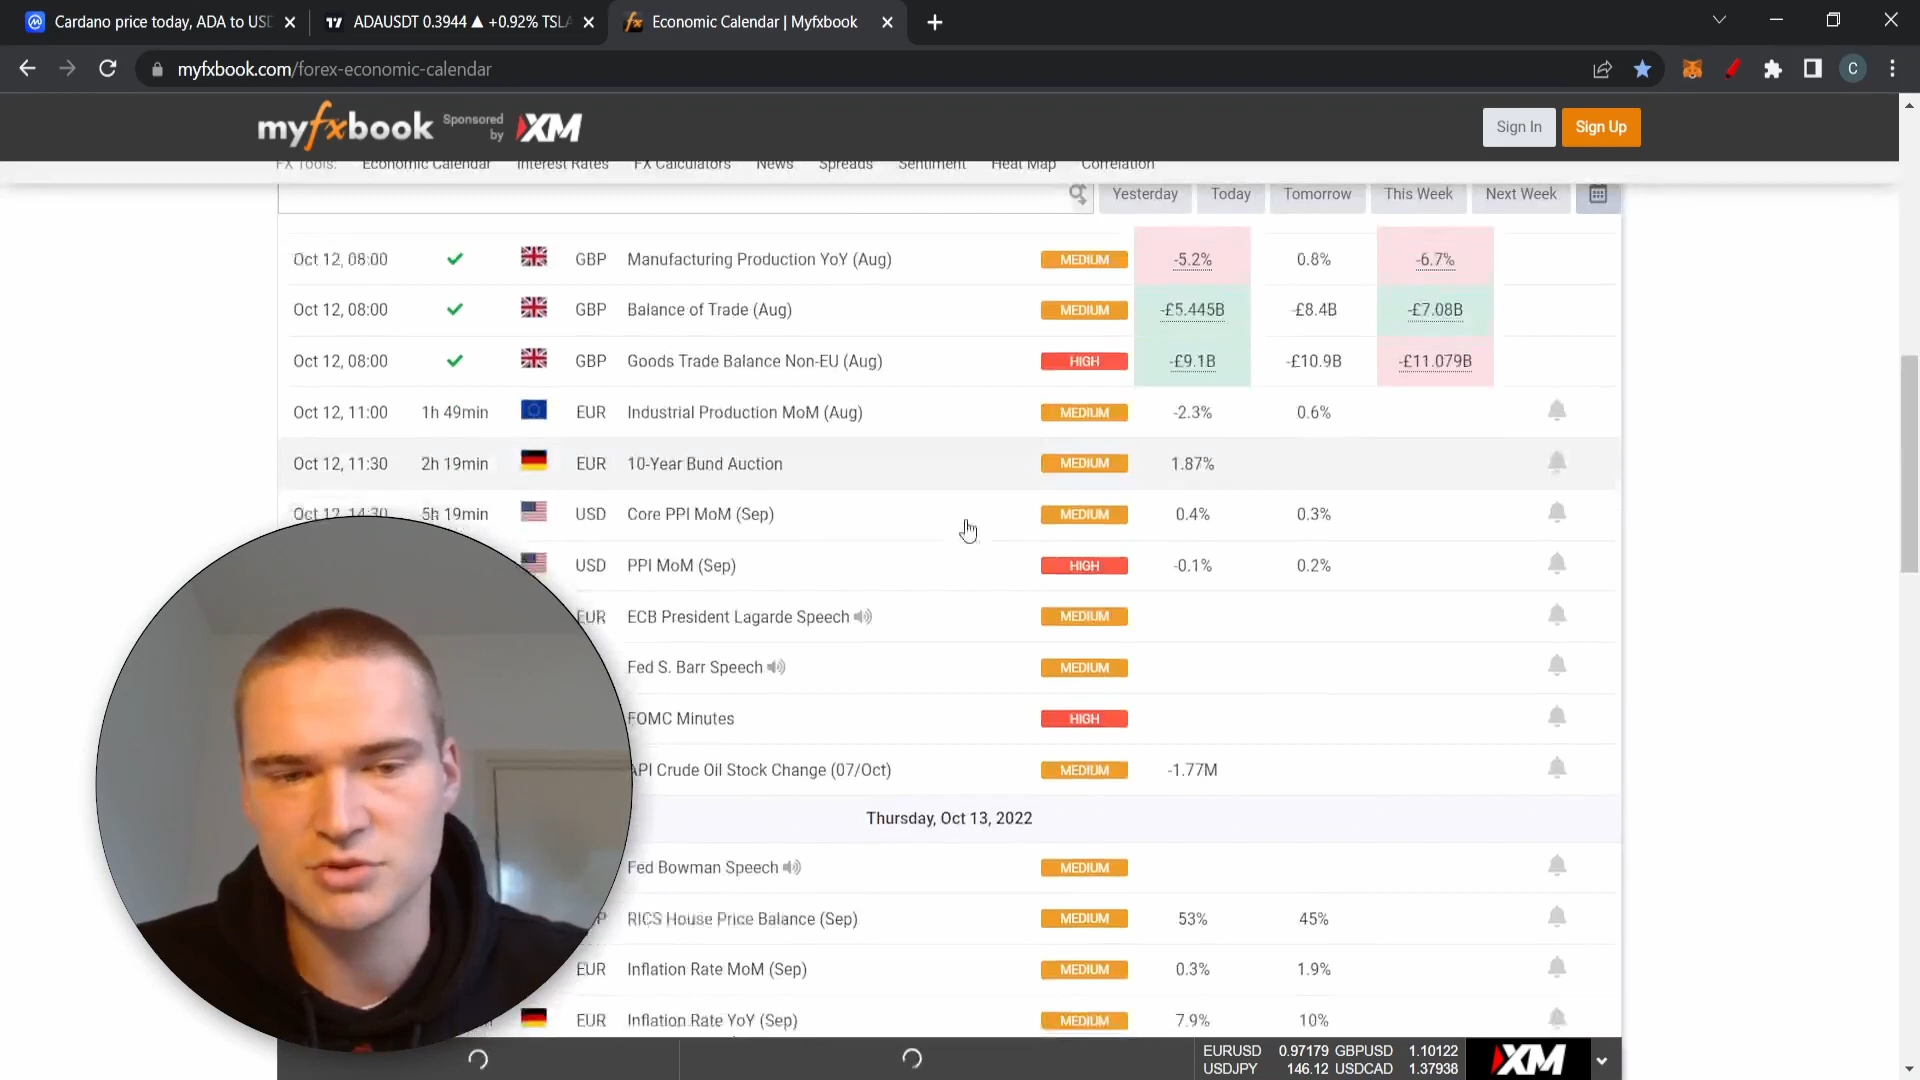 Cardano price today, ADA to USD
ADAUSDT 0.3944 ▲ +0.92% TSLA
Economic Calendar | Myfxbook
myfxbook.com/forex-economic-calendar
C
myfxbook Sponsored by XM
Sign In
Sign Up
FX Tools: Economic Calendar Interest Rates FX Calculators News Spreads Sentiment Heat Map Correlation
Yesterday Today Tomorrow This Week Next Week
Oct 12, 08:00 GBP Manufacturing Production YoY (Aug) MEDIUM -5.2% 0.8% -6.7%
Oct 12, 08:00 GBP Balance of Trade (Aug) MEDIUM -£5.445B -£8.4B -£7.08B
Oct 12, 08:00 GBP Goods Trade Balance Non-EU (Aug) HIGH -£9.1B -£10.9B -£11.079B
Oct 12, 11:00 1h 49min EUR Industrial Production MoM (Aug) MEDIUM -2.3% 0.6%
Oct 12, 11:30 2h 19min EUR 10-Year Bund Auction MEDIUM 1.87%
Oct 12, 14:30 5h 19min USD Core PPI MoM (Sep) MEDIUM 0.4% 0.3%
USD PPI MoM (Sep) HIGH -0.1% 0.2%
EUR ECB President Lagarde Speech MEDIUM
Fed S. Barr Speech MEDIUM
FOMC Minutes HIGH
API Crude Oil Stock Change (07/Oct) MEDIUM -1.77M
Thursday, Oct 13, 2022
Fed Bowman Speech MEDIUM
RICS House Price Balance (Sep) MEDIUM 53% 45%
EUR Inflation Rate MoM (Sep) MEDIUM 0.3% 1.9%
EUR Inflation Rate YoY (Sep) MEDIUM 7.9% 10%
EURUSD 0.97179 GBPUSD 1.10122
USDJPY 146.12 USDCAD 1.37938
XM